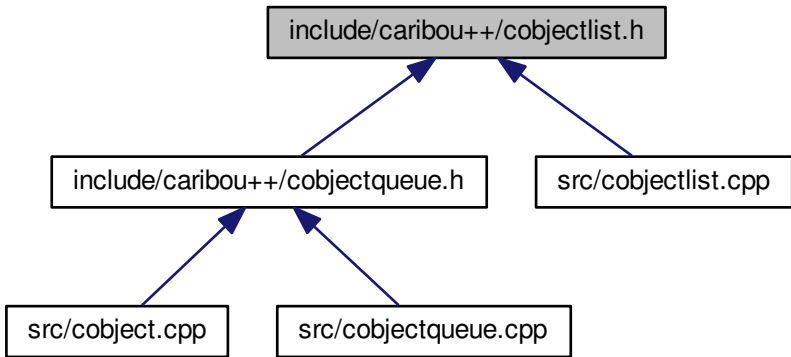 include/caribou++/cobjectlist.h
include/caribou++/cobjectqueue.h
src/cobjectlist.cpp
src/cobject.cpp
src/cobjectqueue.cpp